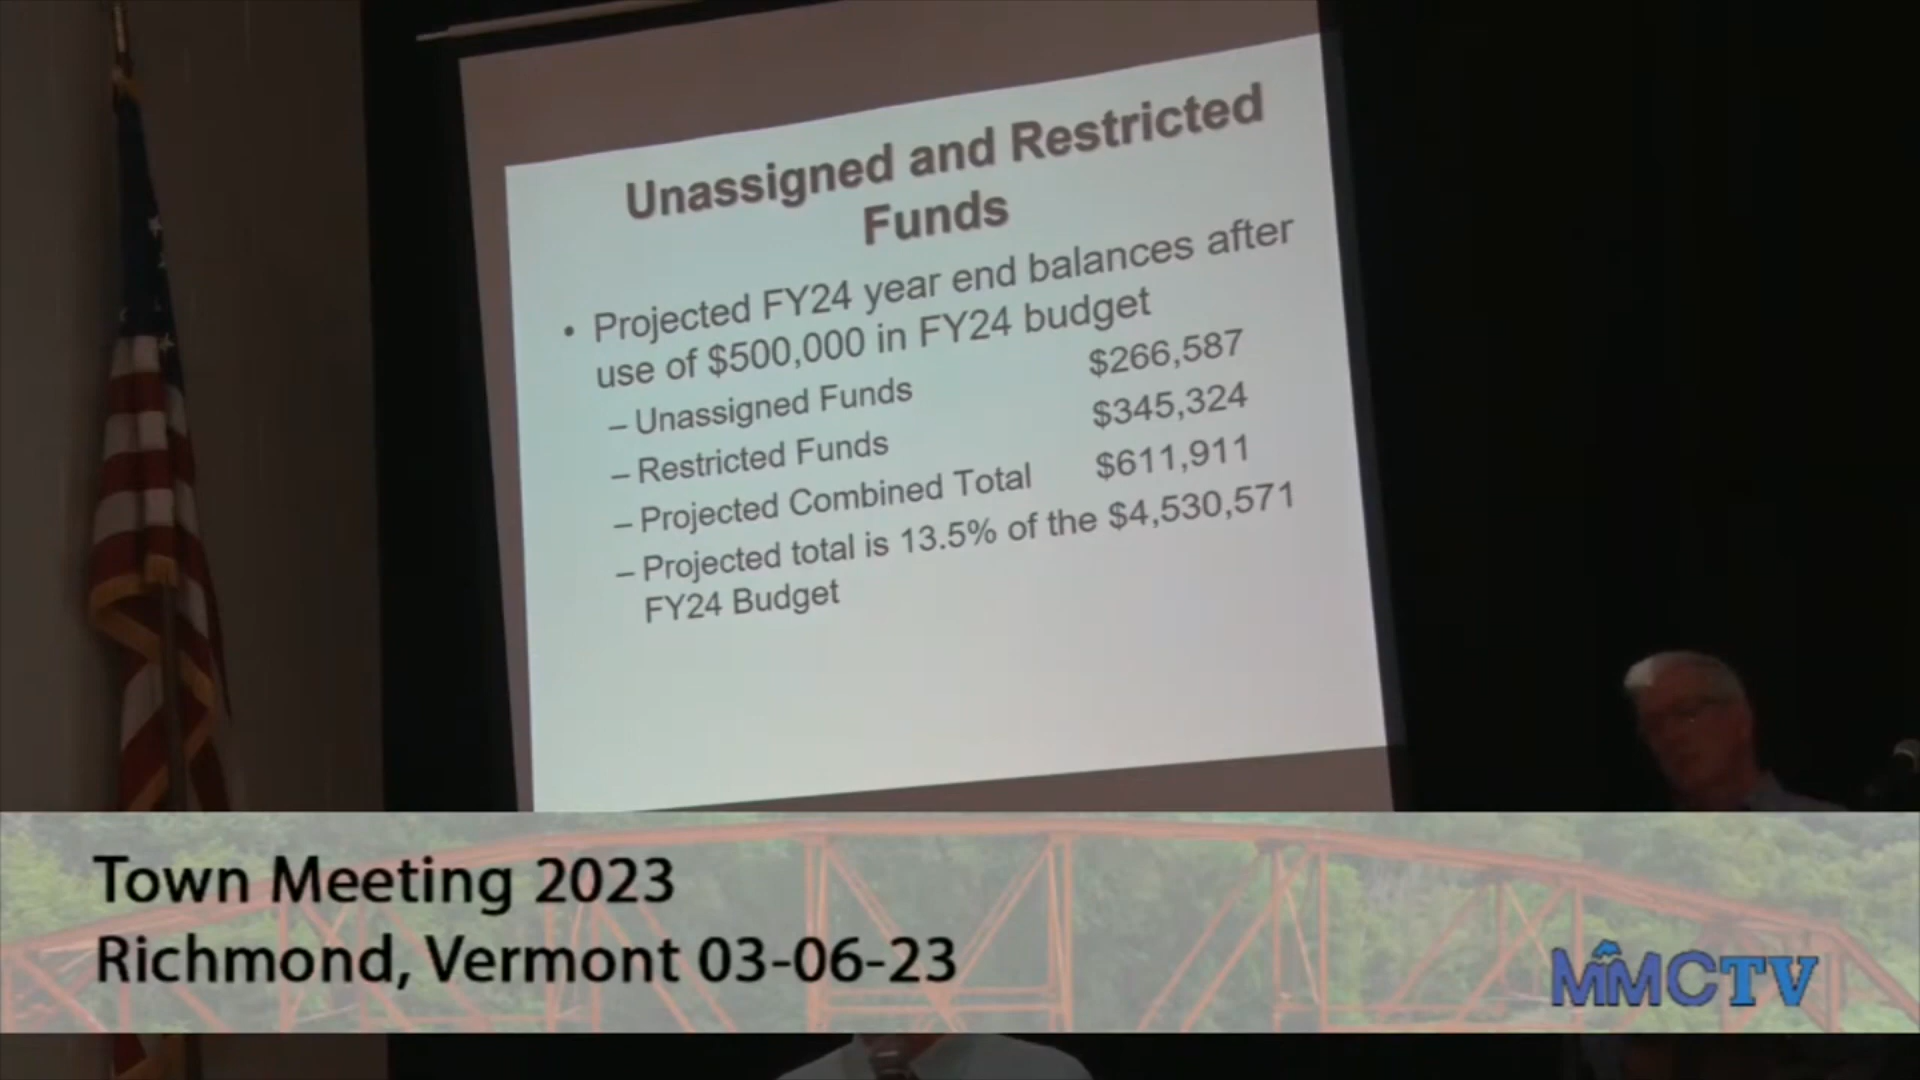 Unassigned and Restricted
Funds
• Projected FY24 year end balances after
use of $500,000 in FY24 budget
– Unassigned Funds $266,587
– Restricted Funds $345,324
– Projected Combined Total $611,911
– Projected total is 13.5% of the $4,530,571
FY24 Budget
Town Meeting 2023
Richmond, Vermont 03-06-23
MMCTV